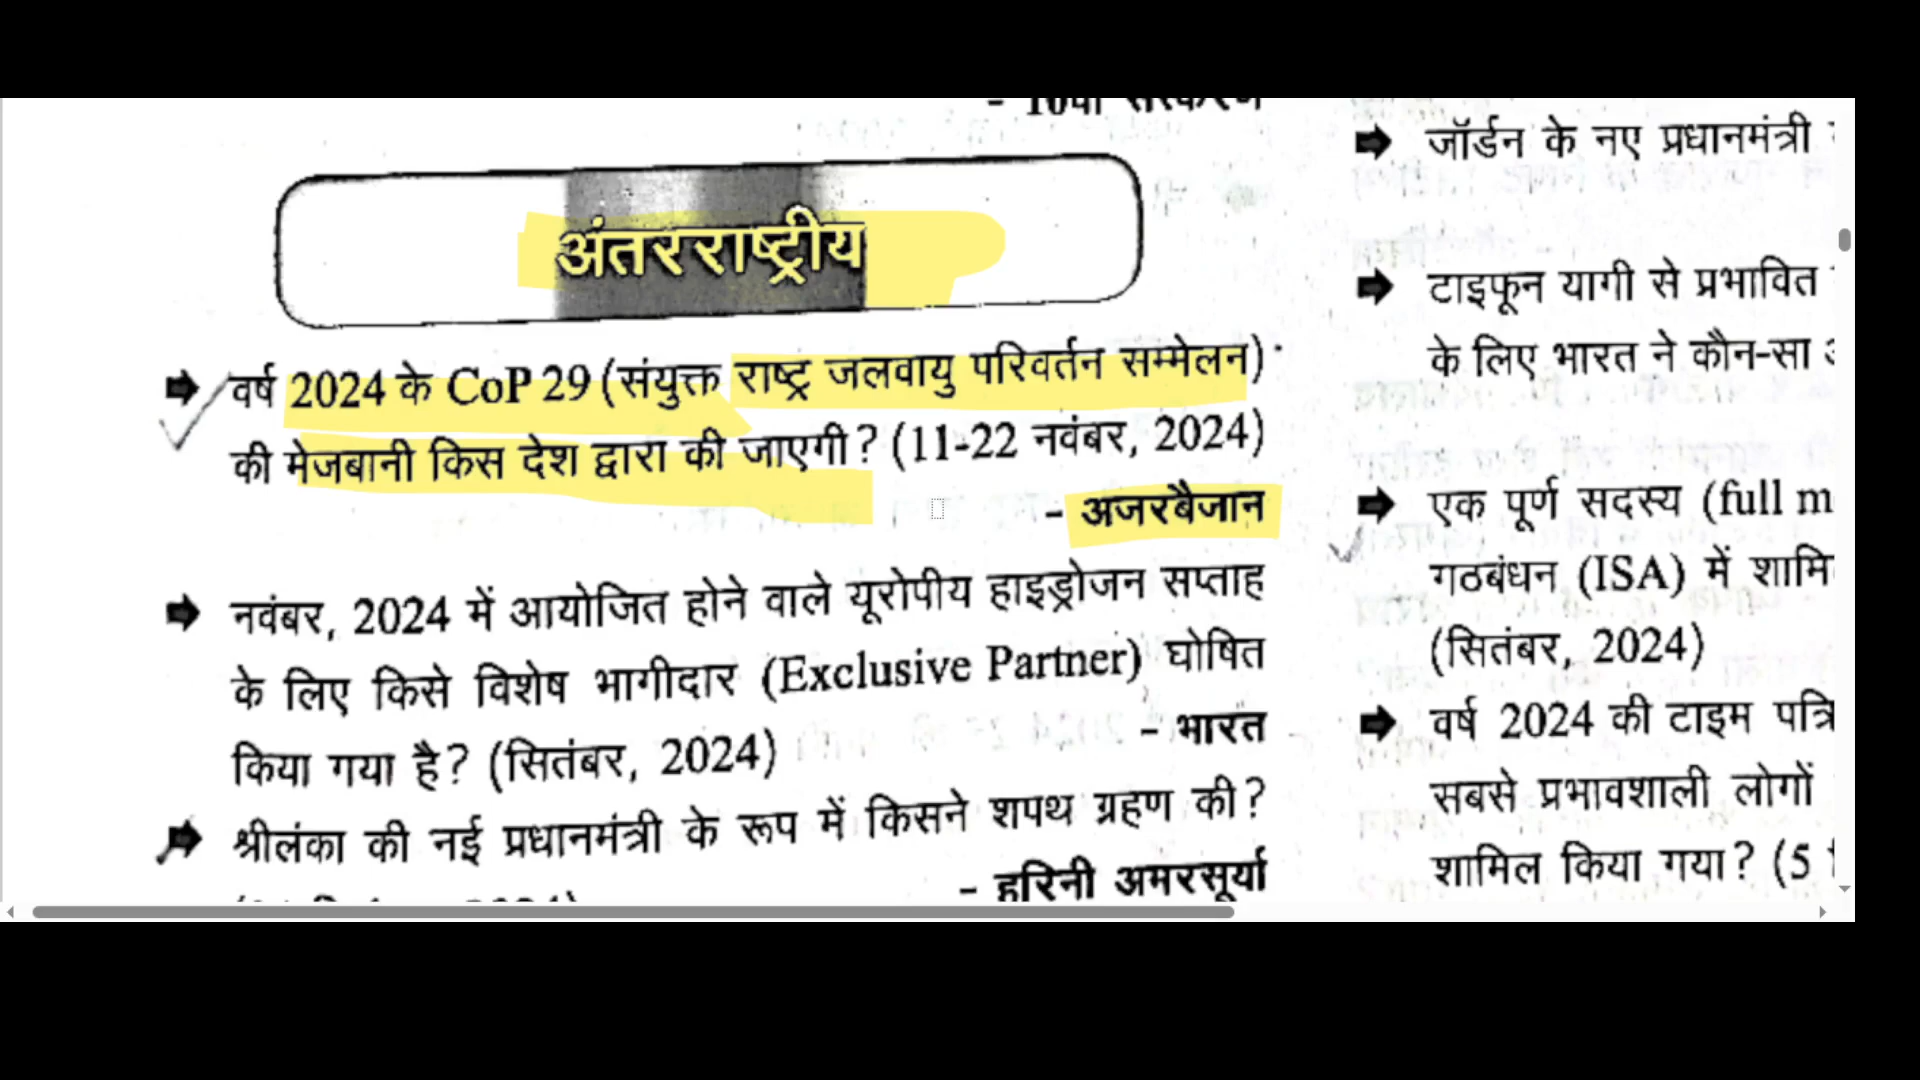 - 10वां संस्करण
अंतरराष्ट्रीय
वर्ष 2024 के CoP 29 (संयुक्त राष्ट्र जलवायु परिवर्तन सम्मेलन)
की मेजबानी किस देश द्वारा की जाएगी? (11-22 नवंबर, 2024)
- अजरबैजान
नवंबर, 2024 में आयोजित होने वाले यूरोपीय हाइड्रोजन सप्ताह
के लिए किसे विशेष भागीदार (Exclusive Partner) घोषित
किया गया है? (सितंबर, 2024) - भारत
श्रीलंका की नई प्रधानमंत्री के रूप में किसने शपथ ग्रहण की?
- हरिनी अमरसूर्या
जॉर्डन के नए प्रधानमंत्री
टाइफून यागी से प्रभावित
के लिए भारत ने कौन-सा
एक पूर्ण सदस्य (full m
गठबंधन (ISA) में शामि
(सितंबर, 2024)
वर्ष 2024 की टाइम पत्रि
सबसे प्रभावशाली लोगों
शामिल किया गया? (5